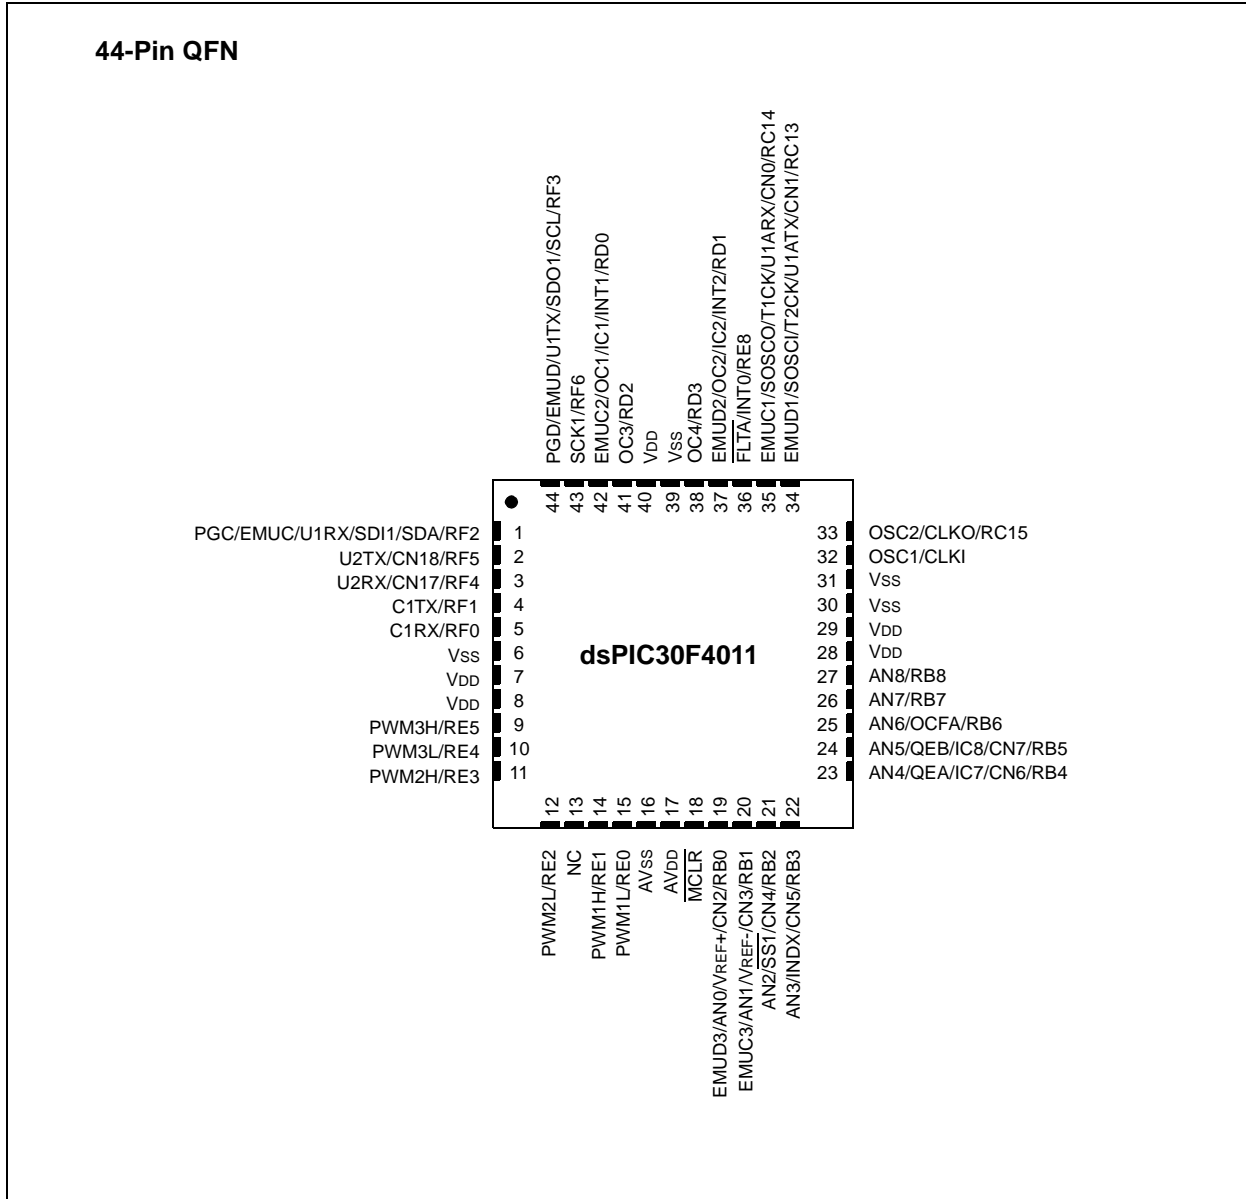 44-Pin QFN
PGD/EMUD/U1TX/SDO1/SCL/RF3
SCK1/RF6
EMUC2/OC1/IC1/INT1/RD0
OC3/RD2
VDD
VSS
OC4/RD3
EMUD2/OC2/IC2/INT2/RD1
FLTA/INT0/RE8
EMUC1/SOSCO/T1CK/U1ARX/CN0/RC14
EMUD1/SOSCI/T2CK/U1ATX/CN1/RC13
44
43
42
41
40
39
38
37
36
35
34
PGC/EMUC/U1RX/SDI1/SDA/RF2 1
U2TX/CN18/RF5 2
U2RX/CN17/RF4 3
C1TX/RF1 4
C1RX/RF0 5
VSS 6
VDD 7
VDD 8
PWM3H/RE5 9
PWM3L/RE4 10
PWM2H/RE3 11
dsPIC30F4011
33 OSC2/CLKO/RC15
32 OSC1/CLKI
31 VSS
30 VSS
29 VDD
28 VDD
27 AN8/RB8
26 AN7/RB7
25 AN6/OCFA/RB6
24 AN5/QEB/IC8/CN7/RB5
23 AN4/QEA/IC7/CN6/RB4
12
13
14
15
16
17
18
19
20
21
22
PWM2L/RE2
NC
PWM1H/RE1
PWM1L/RE0
AVSS
AVDD
MCLR
EMUD3/AN0/VREF+/CN2/RB0
EMUC3/AN1/VREF-/CN3/RB1
AN2/SS1/CN4/RB2
AN3/INDX/CN5/RB3